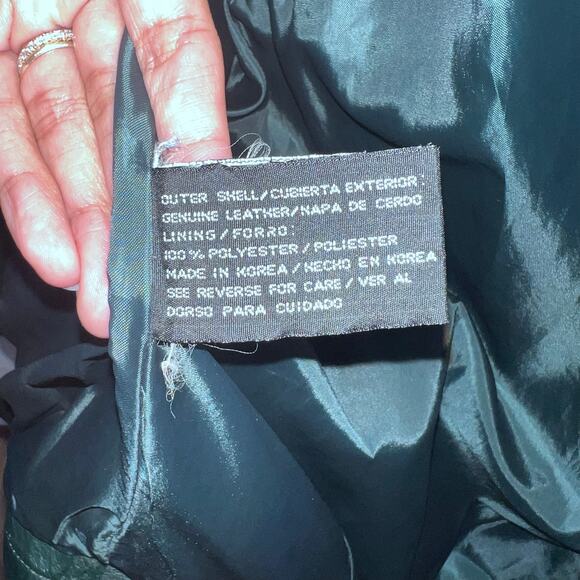 OUTER SHELL/CUBIERTA EXTERIOR:
GENUINE LEATHER/NAPA DE CERDO
LINING/FORRO:
100% POLYESTER/POLIESTER
MADE IN KOREA/HECHO EN KOREA
SEE REVERSE FOR CARE/VER AL
DORSO PARA CUIDADO